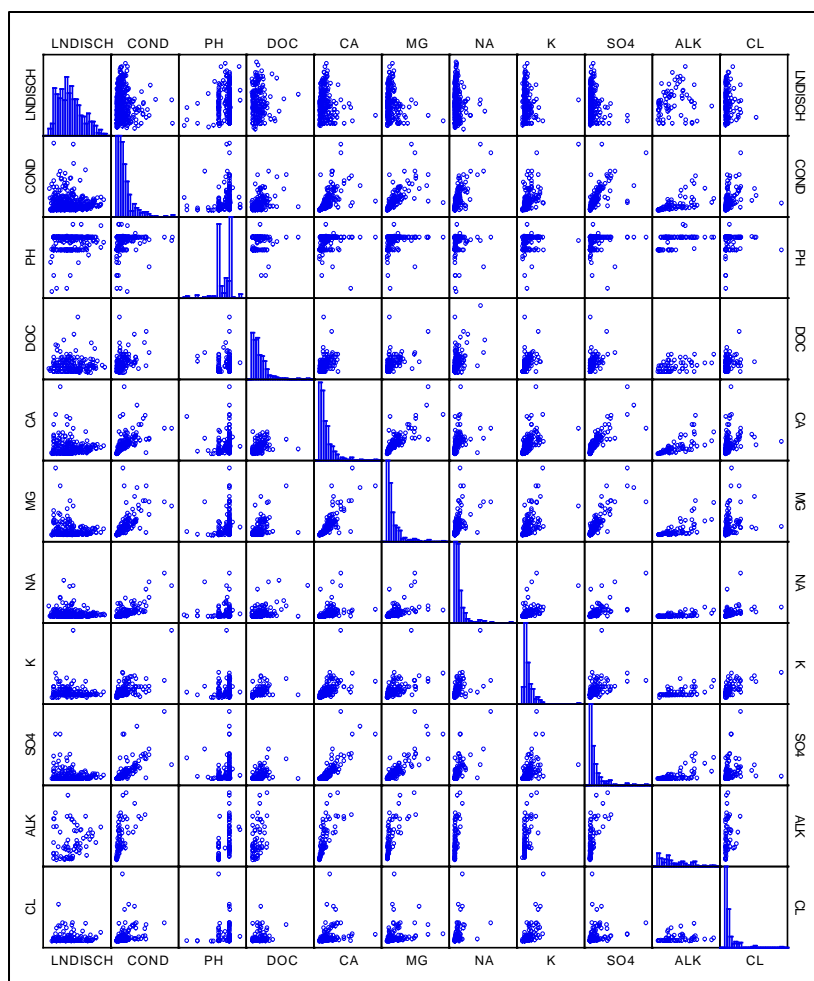 LNDISCH COND PH DOC CA MG NA K SO4 ALK CL
LNDISCH LNDISCH
COND COND
PH PH
DOC DOC
CA CA
MG MG
NA NA
K K
SO4 SO4
ALK ALK
CL CL
LNDISCH COND PH DOC CA MG NA K SO4 ALK CL